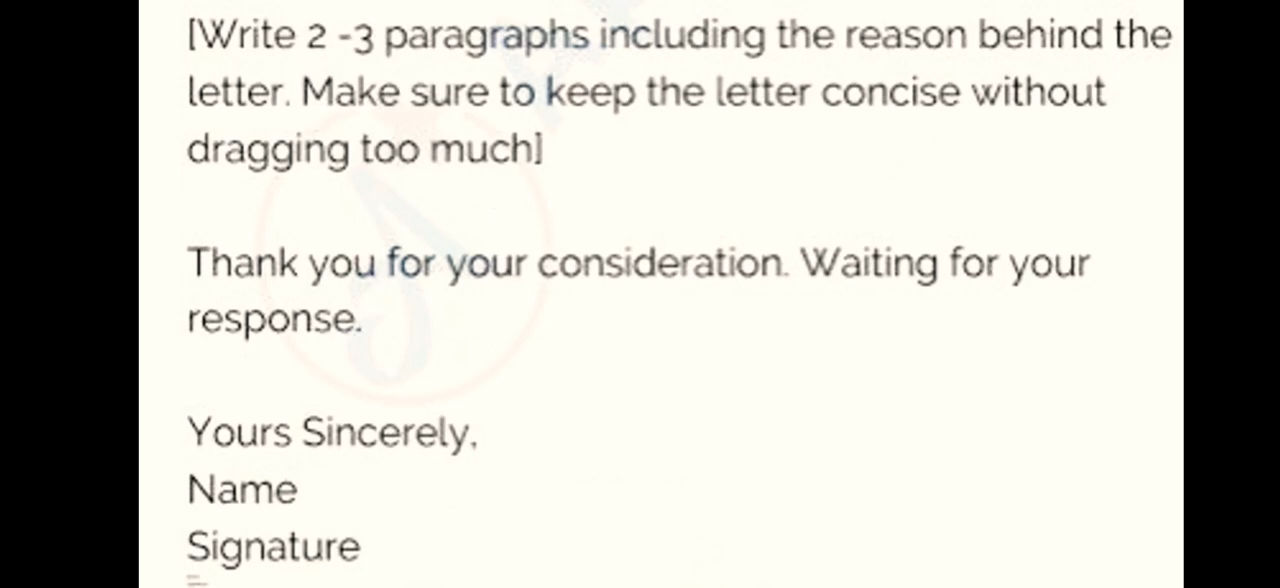 [Write 2 -3 paragraphs including the reason behind the
letter. Make sure to keep the letter concise without
dragging too much]
Thank you for your consideration. Waiting for your
response.
Yours Sincerely,
Name
Signature